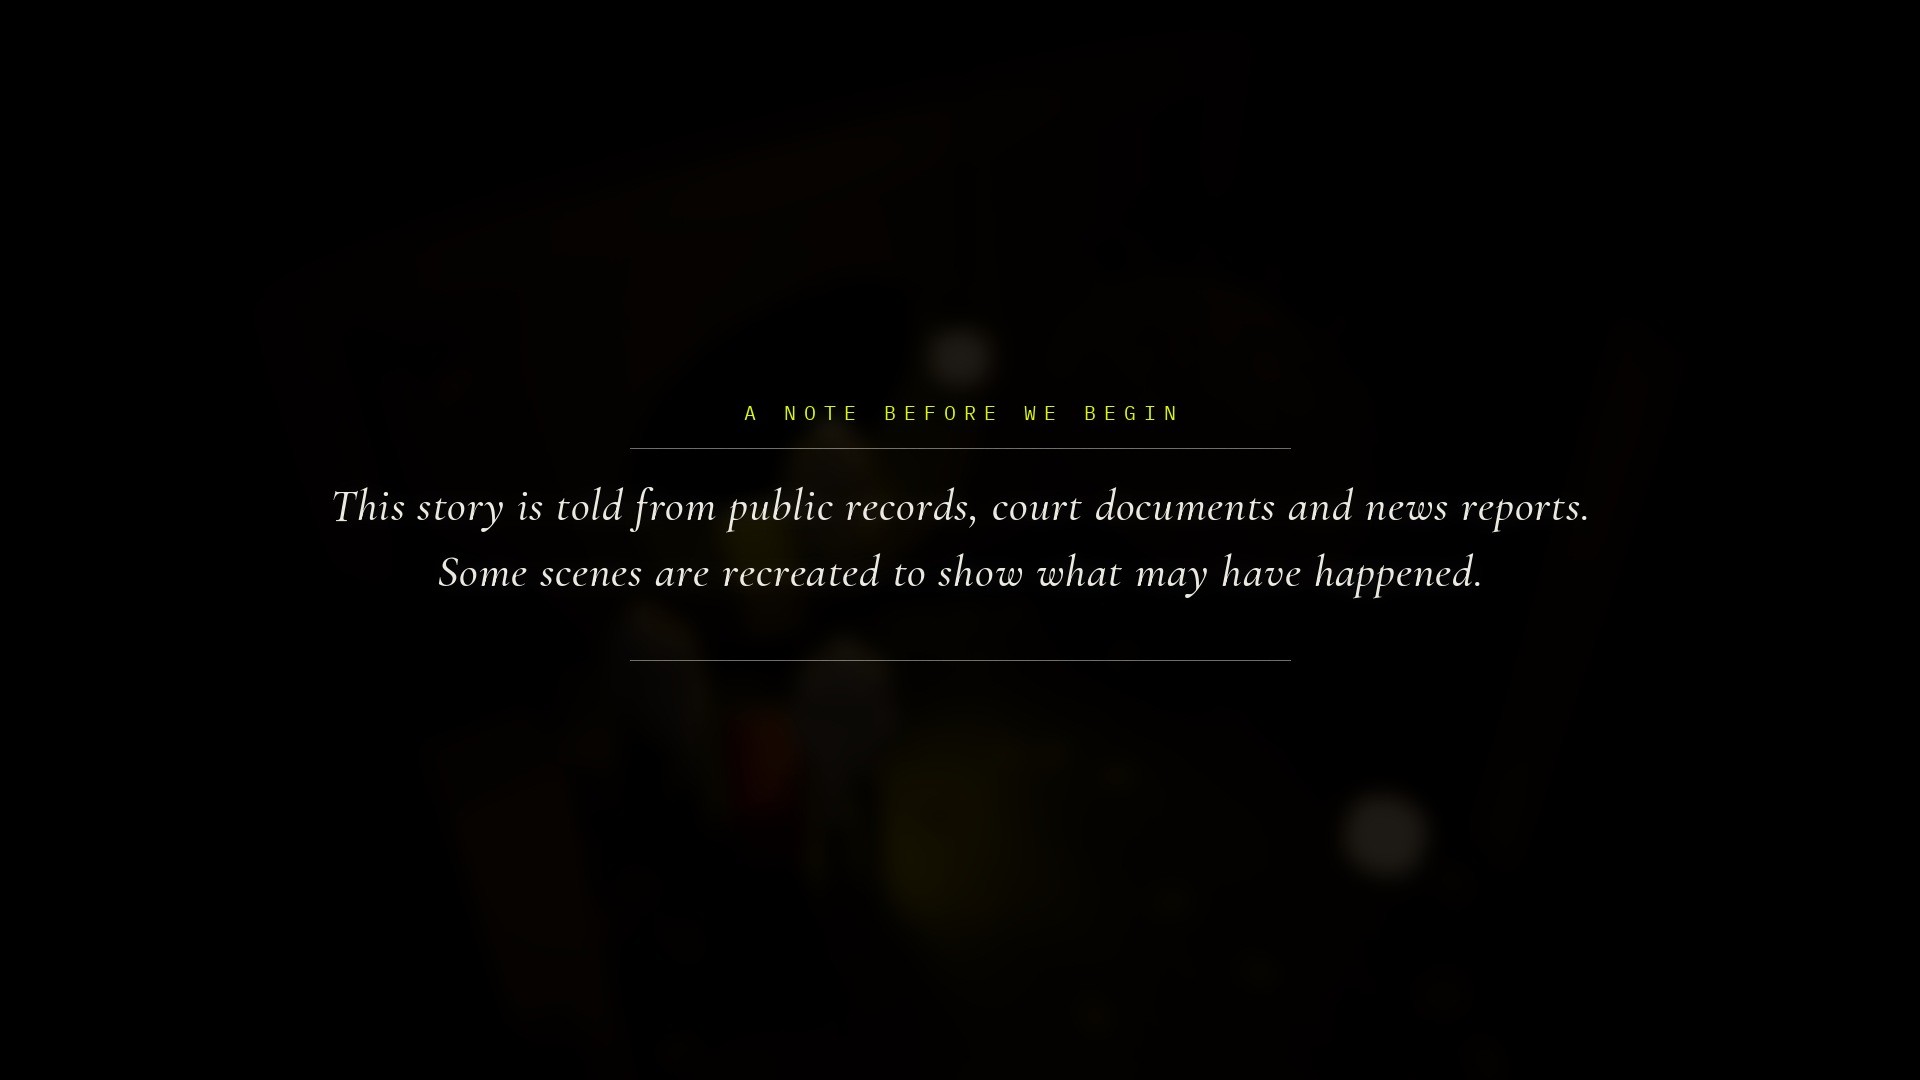 A NOTE BEFORE WE BEGIN
This story is told from public records, court documents and news reports.
Some scenes are recreated to show what may have happened.